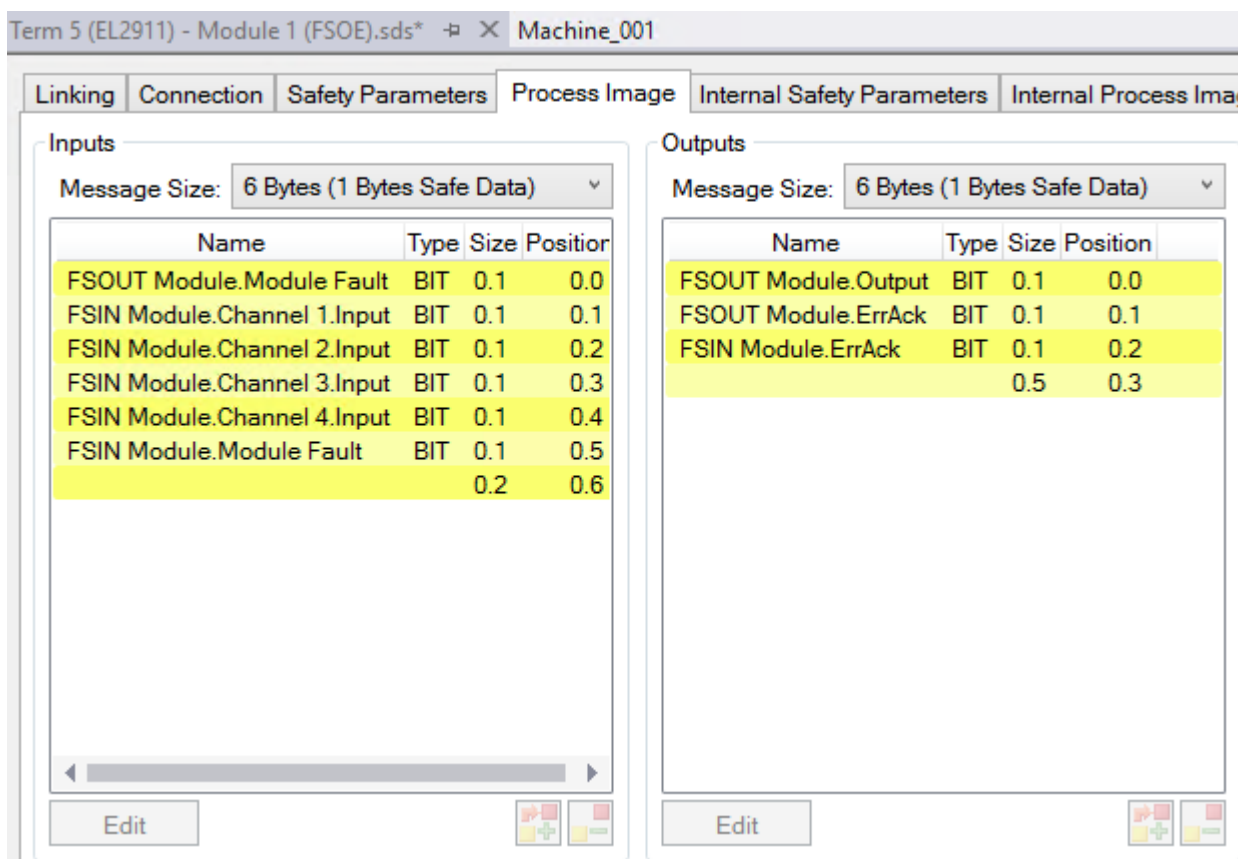 Term 5 (EL2911) - Module 1 (FSOE).sds* Machine_001
Linking Connection Safety Parameters Process Image Internal Safety Parameters Internal Process Ima
Inputs
Message Size: 6 Bytes (1 Bytes Safe Data)
Name Type Size Position
FSOUT Module.Module Fault BIT 0.1 0.0
FSIN Module.Channel 1.Input BIT 0.1 0.1
FSIN Module.Channel 2.Input BIT 0.1 0.2
FSIN Module.Channel 3.Input BIT 0.1 0.3
FSIN Module.Channel 4.Input BIT 0.1 0.4
FSIN Module.Module Fault BIT 0.1 0.5
0.2 0.6
Edit
Outputs
Message Size: 6 Bytes (1 Bytes Safe Data)
Name Type Size Position
FSOUT Module.Output BIT 0.1 0.0
FSOUT Module.ErrAck BIT 0.1 0.1
FSIN Module.ErrAck BIT 0.1 0.2
0.5 0.3
Edit